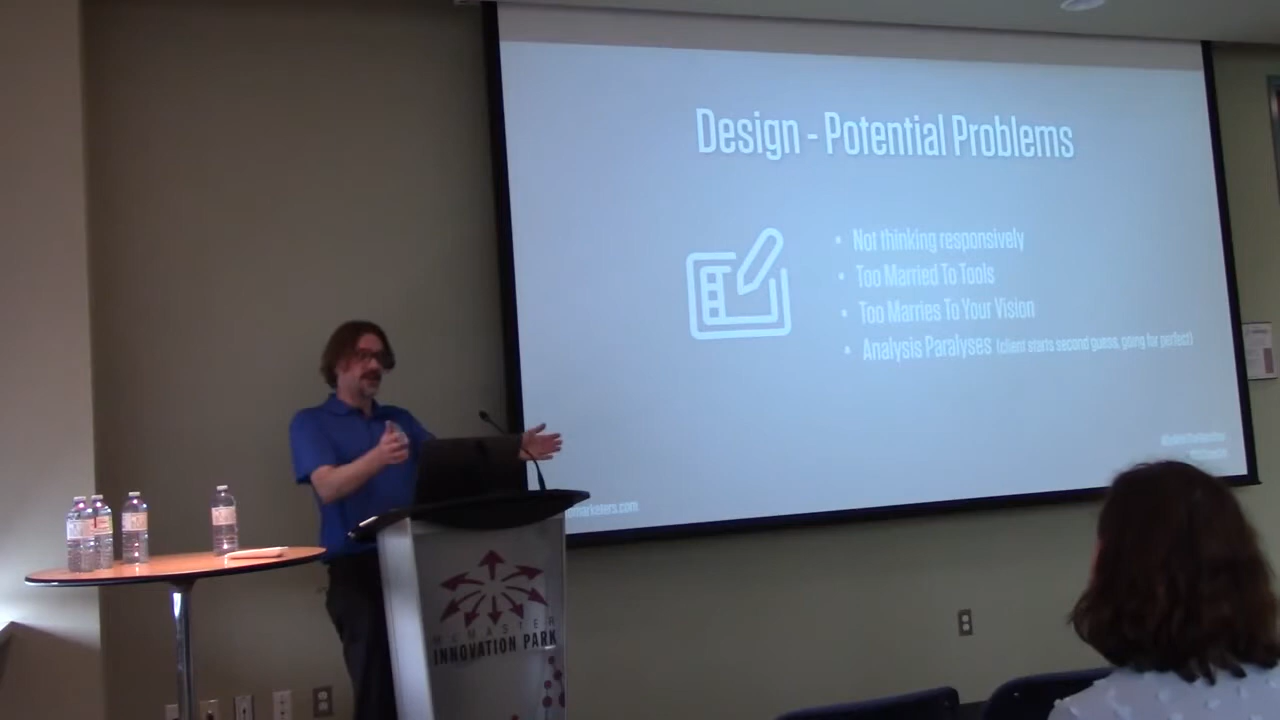 Design - Potential Problems
• Not thinking responsively
• Too Married To Tools
• Too Marries To Your Vision
• Analysis Paralyses (client starts second guess, going for perfect)
marketers.com
MCMASTER
INNOVATION PARK